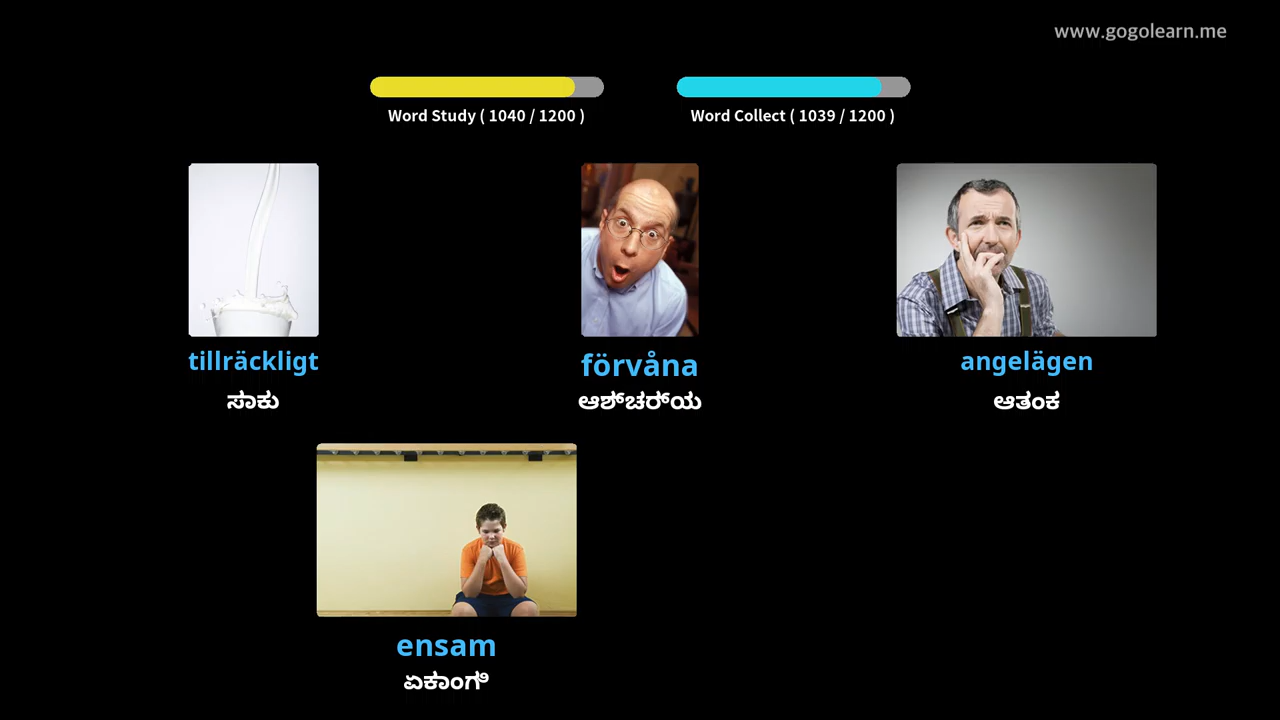 www.gogolearn.me
Word Study ( 1040 / 1200 )
Word Collect ( 1039 / 1200 )
tillräckligt
ಸಾಕು
förvåna
ಆಶ್ಚರ್ಯ
angelägen
ಆತಂಕ
ensam
ಏಕಾಂಗಿ